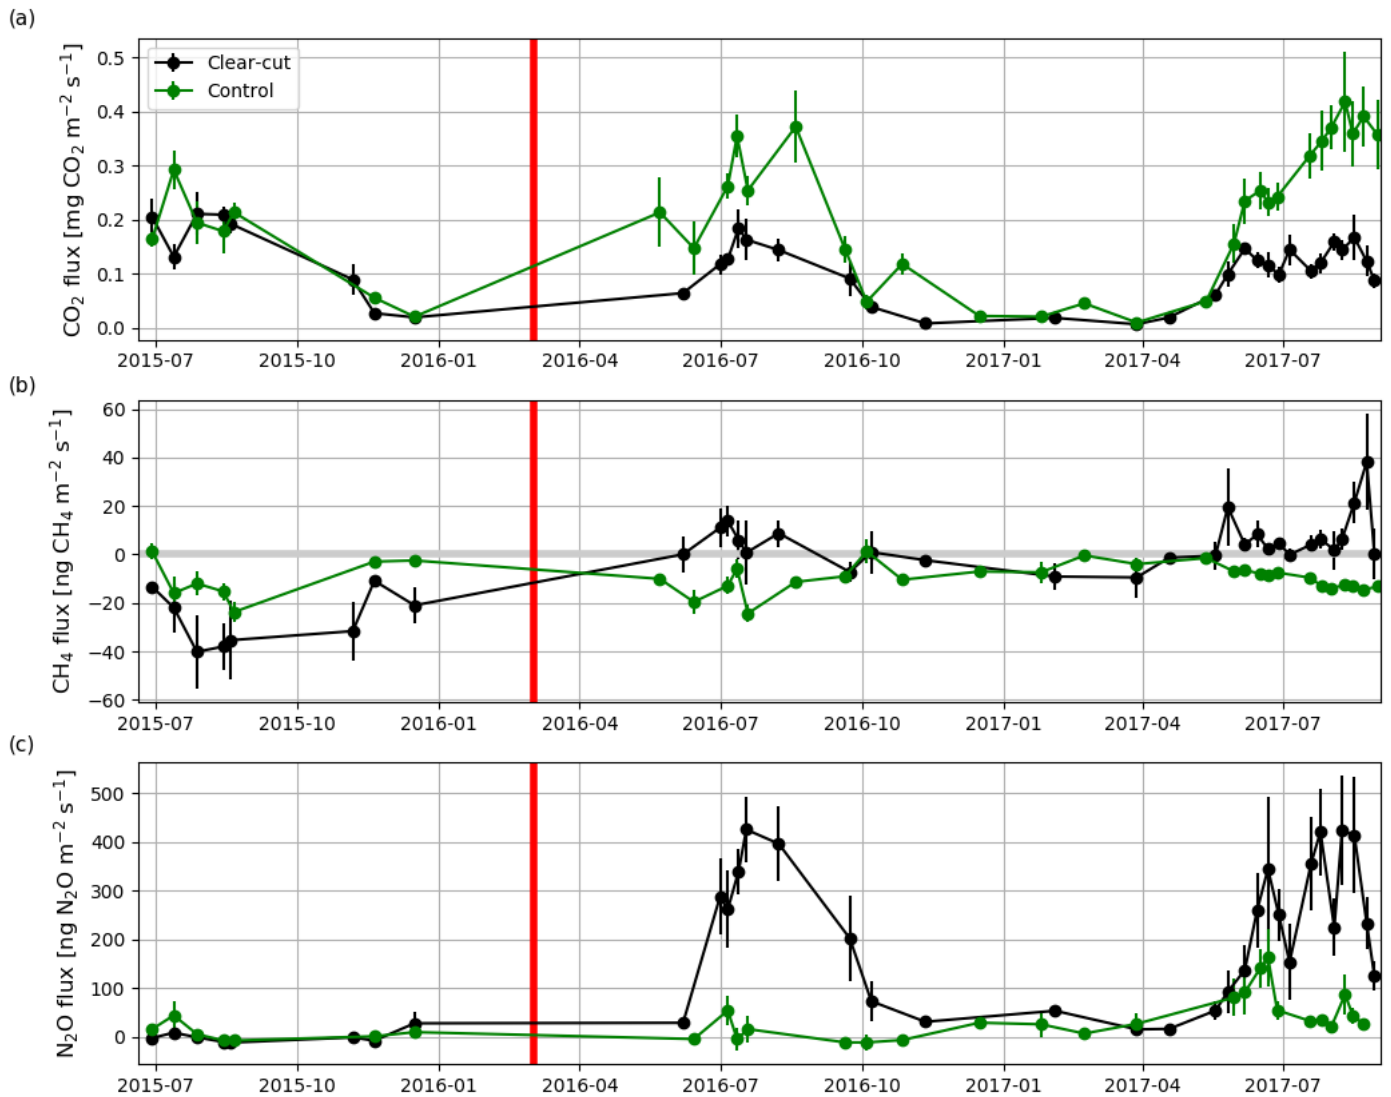 (a)
CO₂ flux [mg CO₂ m⁻² s⁻¹]
0.5
0.4
0.3
0.2
0.1
0.0
Clear-cut
Control
2015-07 2015-10 2016-01 2016-04 2016-07 2016-10 2017-01 2017-04 2017-07
(b)
CH₄ flux [ng CH₄ m⁻² s⁻¹]
60
40
20
0
−20
−40
−60
2015-07 2015-10 2016-01 2016-04 2016-07 2016-10 2017-01 2017-04 2017-07
(c)
N₂O flux [ng N₂O m⁻² s⁻¹]
500
400
300
200
100
0
2015-07 2015-10 2016-01 2016-04 2016-07 2016-10 2017-01 2017-04 2017-07